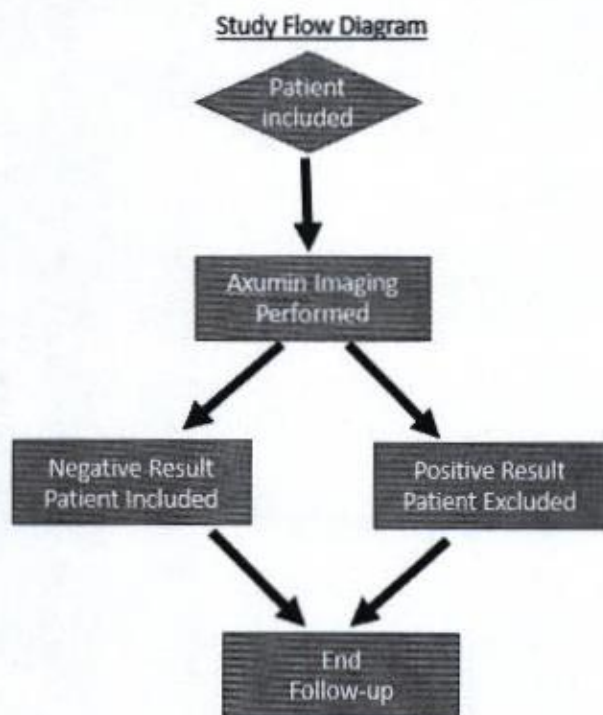 Study Flow Diagram
Patient
included
Axumin Imaging
Performed
Negative Result
Patient Included
Positive Result
Patient Excluded
End
Follow-up